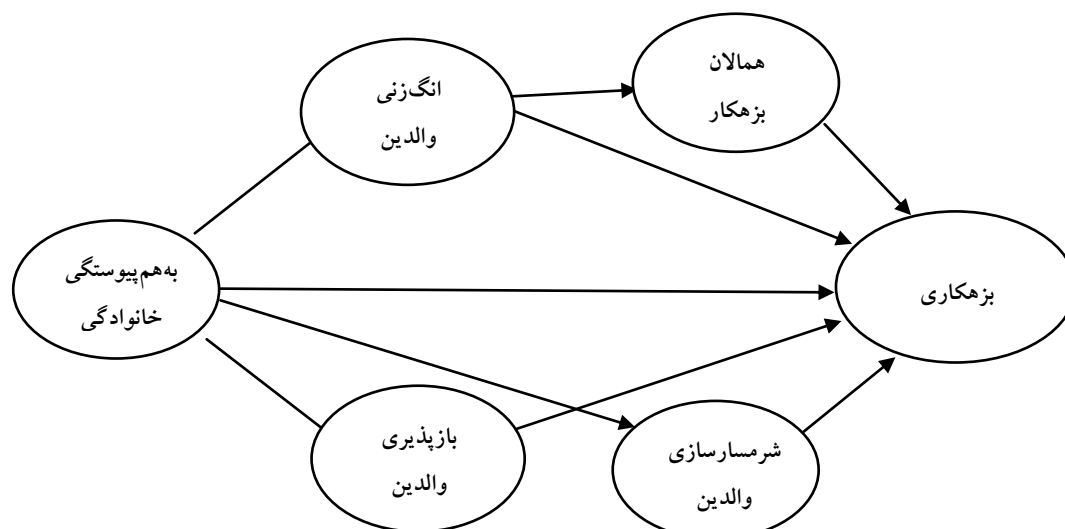 همالان
بزهکار
انگ‌زنی
والدین
به‌هم‌پیوستگی
خانوادگی
بزهکاری
بازپذیری
والدین
شرمسارسازی
والدین